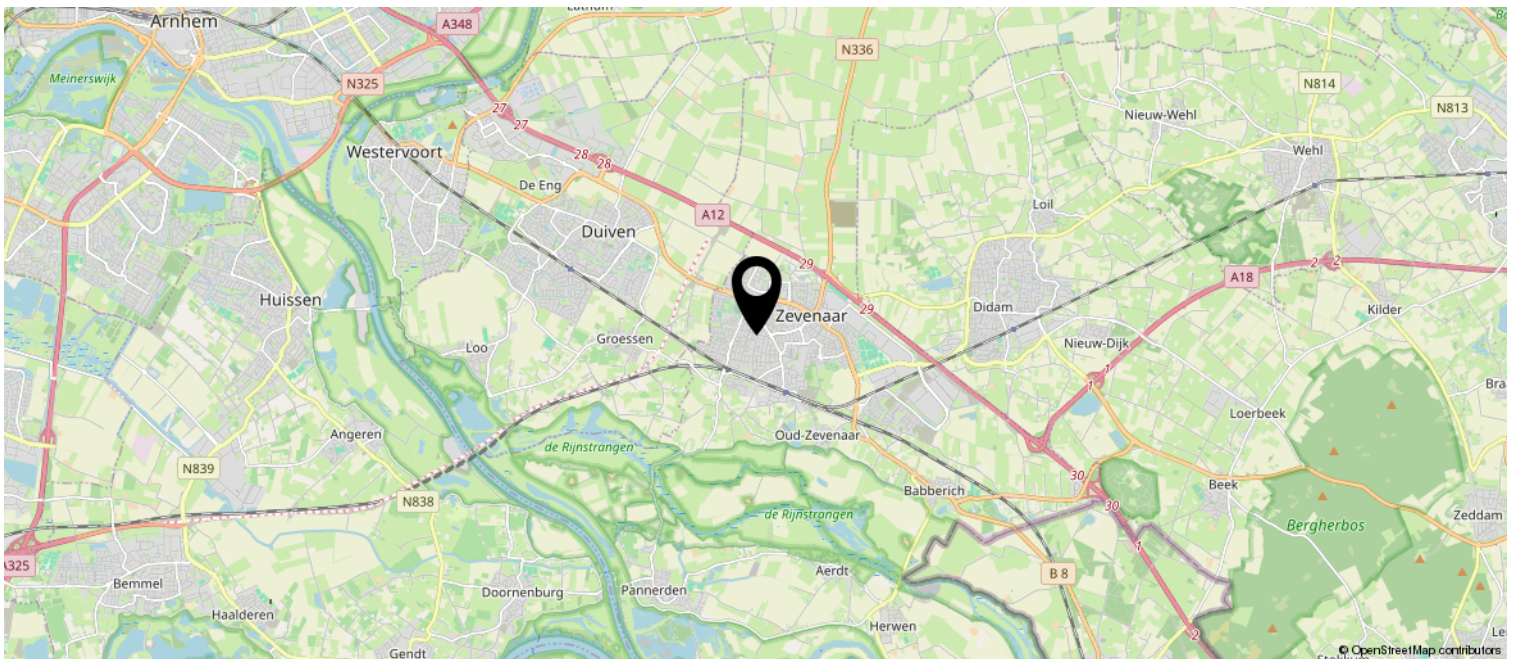 Arnhem
A348
N336
Meinerswijk
N325
N814
N813
27
27
Nieuw-Wehl
Westervoort
28
28
Wehl
De Eng
A12
Loil
Duiven
29
2
2
A18
Huissen
29
Didam
Kilder
Zevenaar
Groessen
Loo
Nieuw-Dijk
1
1
Loerbeek
Angeren
de Rijnstrangen
Oud-Zevenaar
N839
30
Babberich
Beek
N838
30
de Rijnstrangen
Zeddam
Bergherbos
1
A325
Aerdt
B 8
Bemmel
Doornenburg
Pannerden
Haalderen
Herwen
2
Gendt
© OpenStreetMap contributors